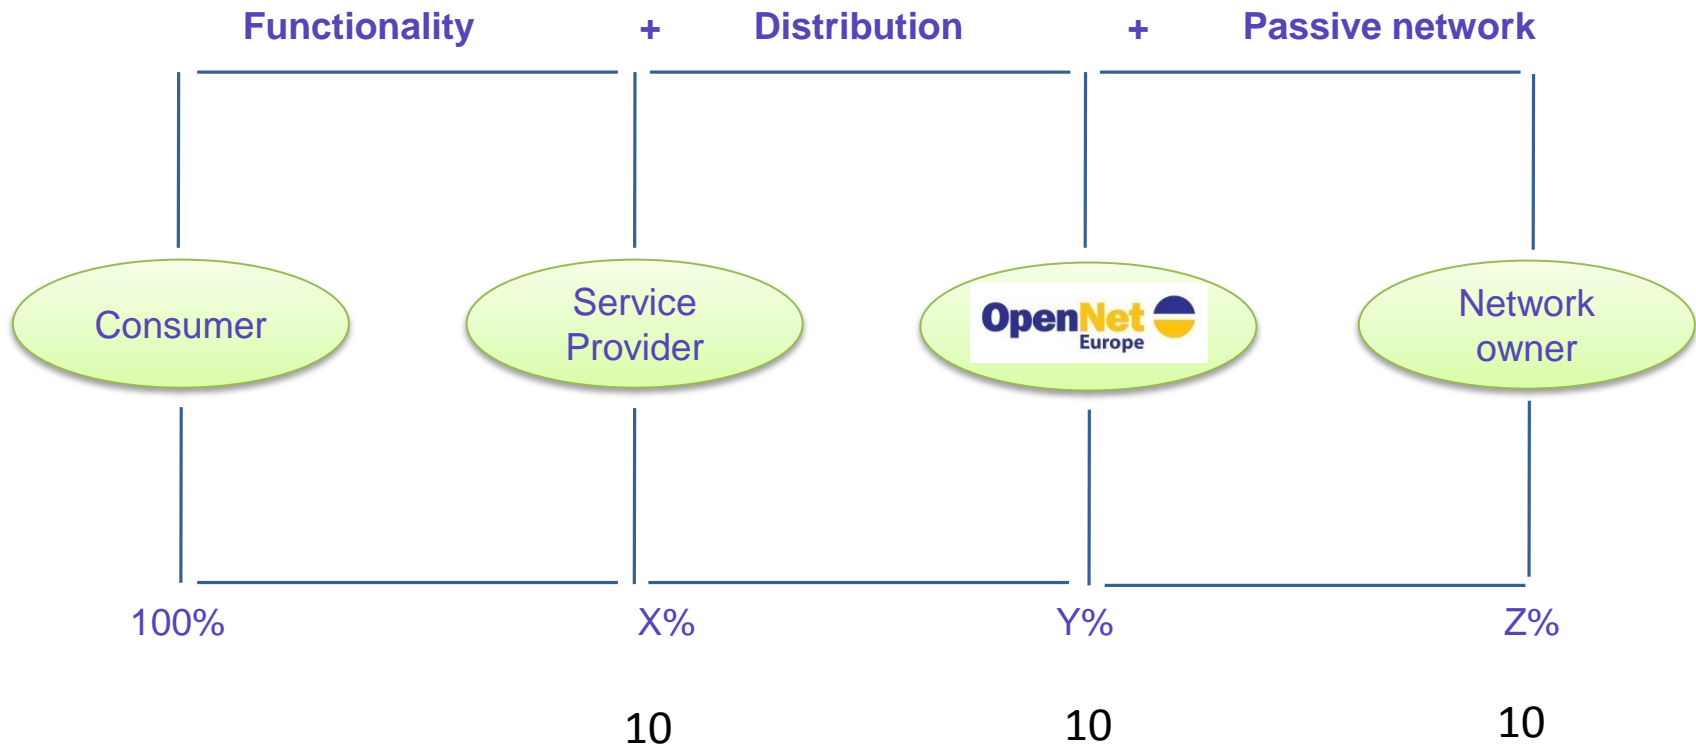 Functionality + Distribution + Passive network
Consumer
Service
Provider
OpenNet
Europe
Network
owner
100% X% Y% Z%
10 10 10